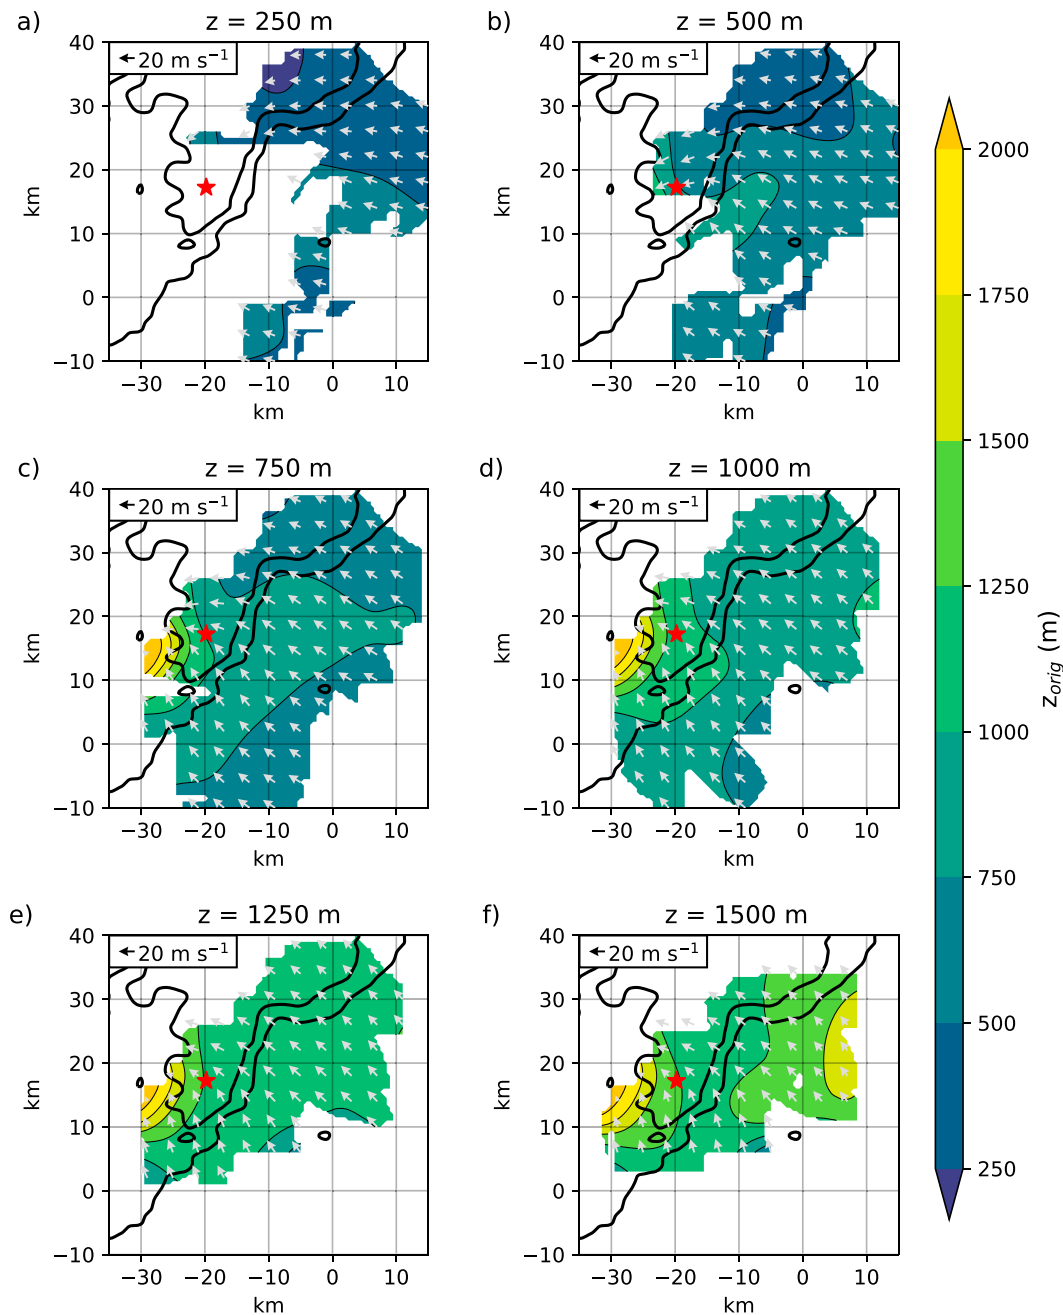 a) z = 250 m
20 m s⁻¹
40
30
20
10
0
−10
km
−30 −20 −10 0 10
km
b) z = 500 m
20 m s⁻¹
40
30
20
10
0
−10
km
−30 −20 −10 0 10
km
c) z = 750 m
20 m s⁻¹
40
30
20
10
0
−10
km
−30 −20 −10 0 10
km
d) z = 1000 m
20 m s⁻¹
40
30
20
10
0
−10
km
−30 −20 −10 0 10
km
e) z = 1250 m
20 m s⁻¹
40
30
20
10
0
−10
km
−30 −20 −10 0 10
km
f) z = 1500 m
20 m s⁻¹
40
30
20
10
0
−10
km
−30 −20 −10 0 10
km
2000
1750
1500
1250
1000
750
500
250
z_orig (m)